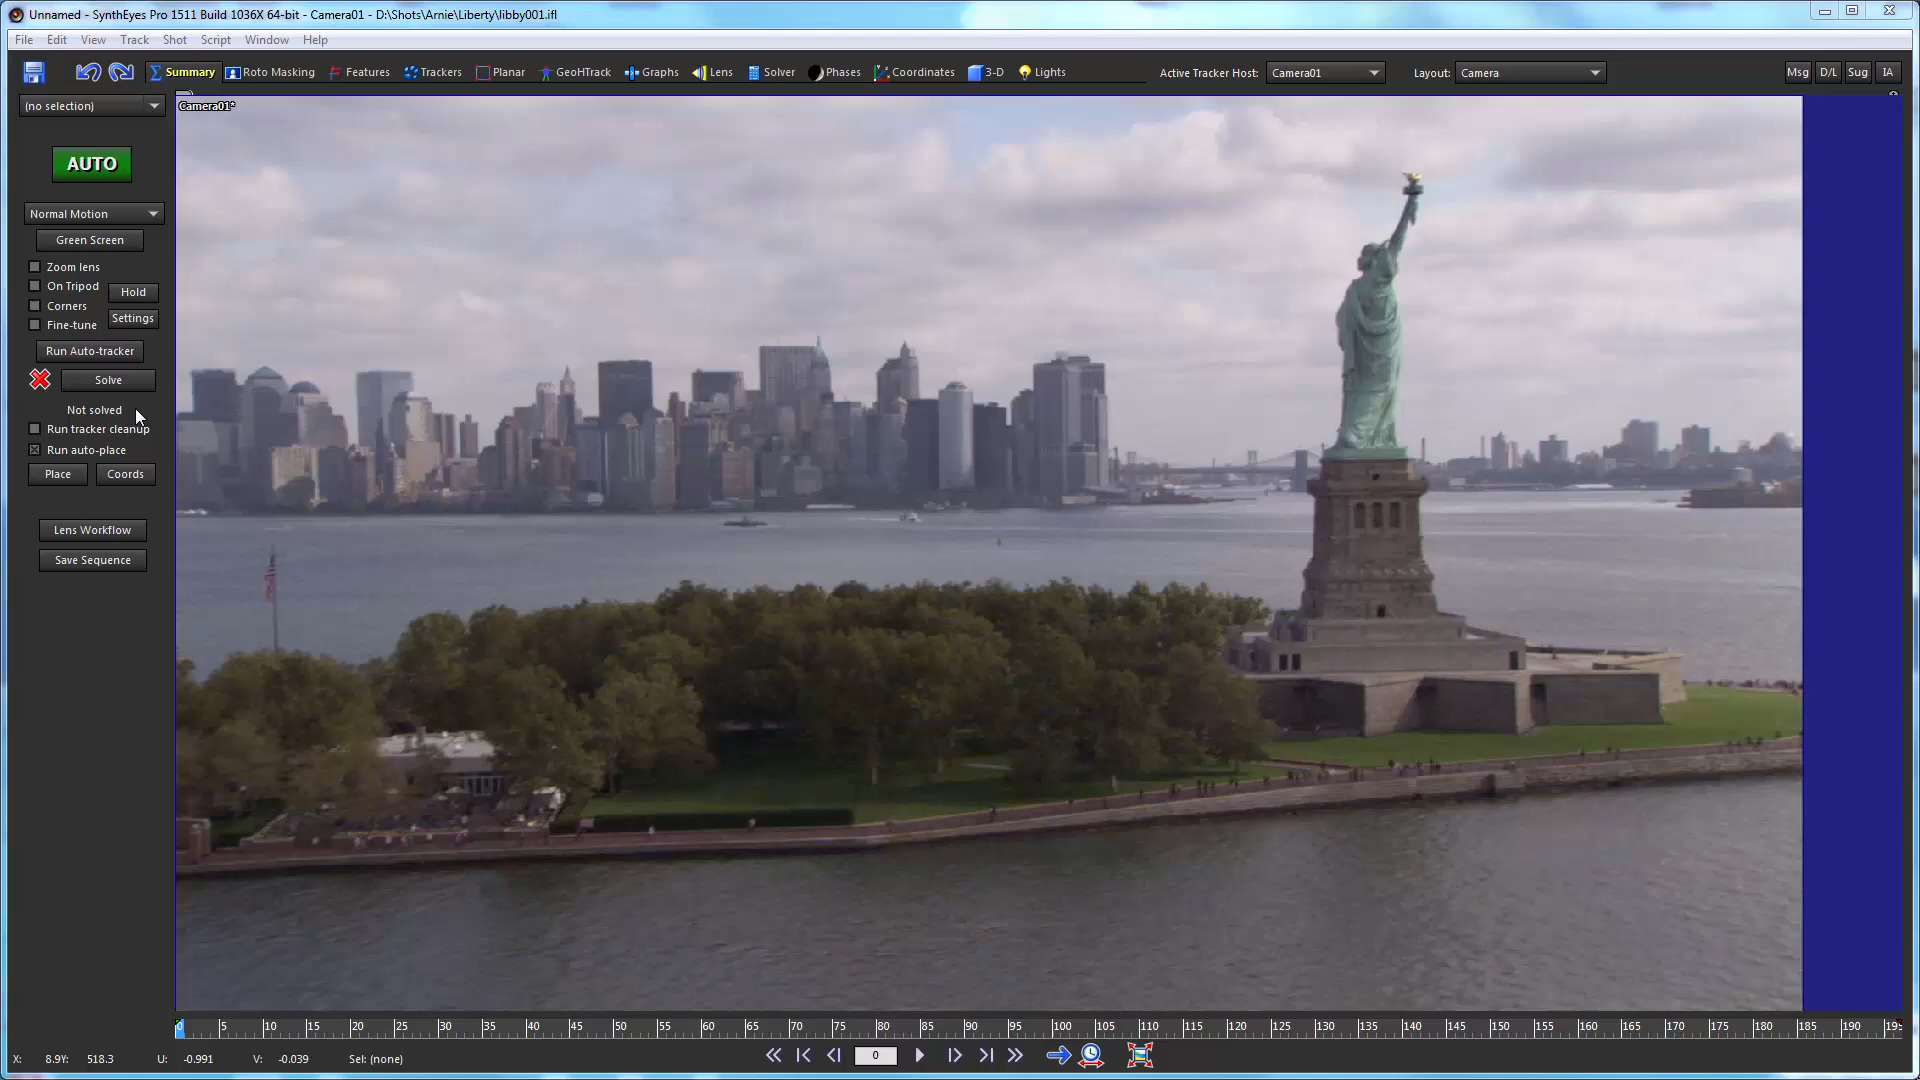 Unnamed - SynthEyes Pro 1511 Build 1036X 64-bit - Camera01 - D:\Shots\Arnie\Liberty\libby001.ifl
File Edit View Track Shot Script Window Help
Summary Roto Masking Features Trackers Planar GeoHTrack Graphs Lens Solver Phases Coordinates 3-D Lights Active Tracker Host: Camera01 Layout: Camera Msg D/L Sug IA
(no selection)
Camera01*
AUTO
Normal Motion
Green Screen
Zoom lens
On Tripod
Hold
Corners
Settings
Fine-tune
Run Auto-tracker
Solve
Not solved
Run tracker cleanup
Run auto-place
Place Coords
Lens Workflow
Save Sequence
0 5 10 15 20 25 30 35 40 45 50 55 60 65 70 75 80 85 90 95 100 105 110 115 120 125 130 135 140 145 150 155 160 165 170 175 180 185 190
X: 8.9Y: 518.3 U: -0.991 V: -0.039 Sel: (none) 0